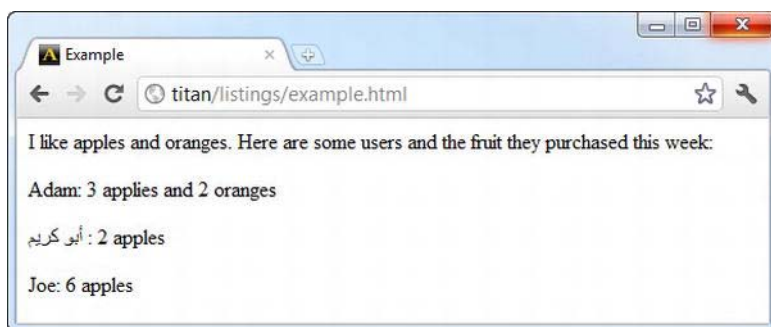 Example
titan/listings/example.html
I like apples and oranges. Here are some users and the fruit they purchased this week:
Adam: 3 applies and 2 oranges
أبو كريم : 2 apples
Joe: 6 apples